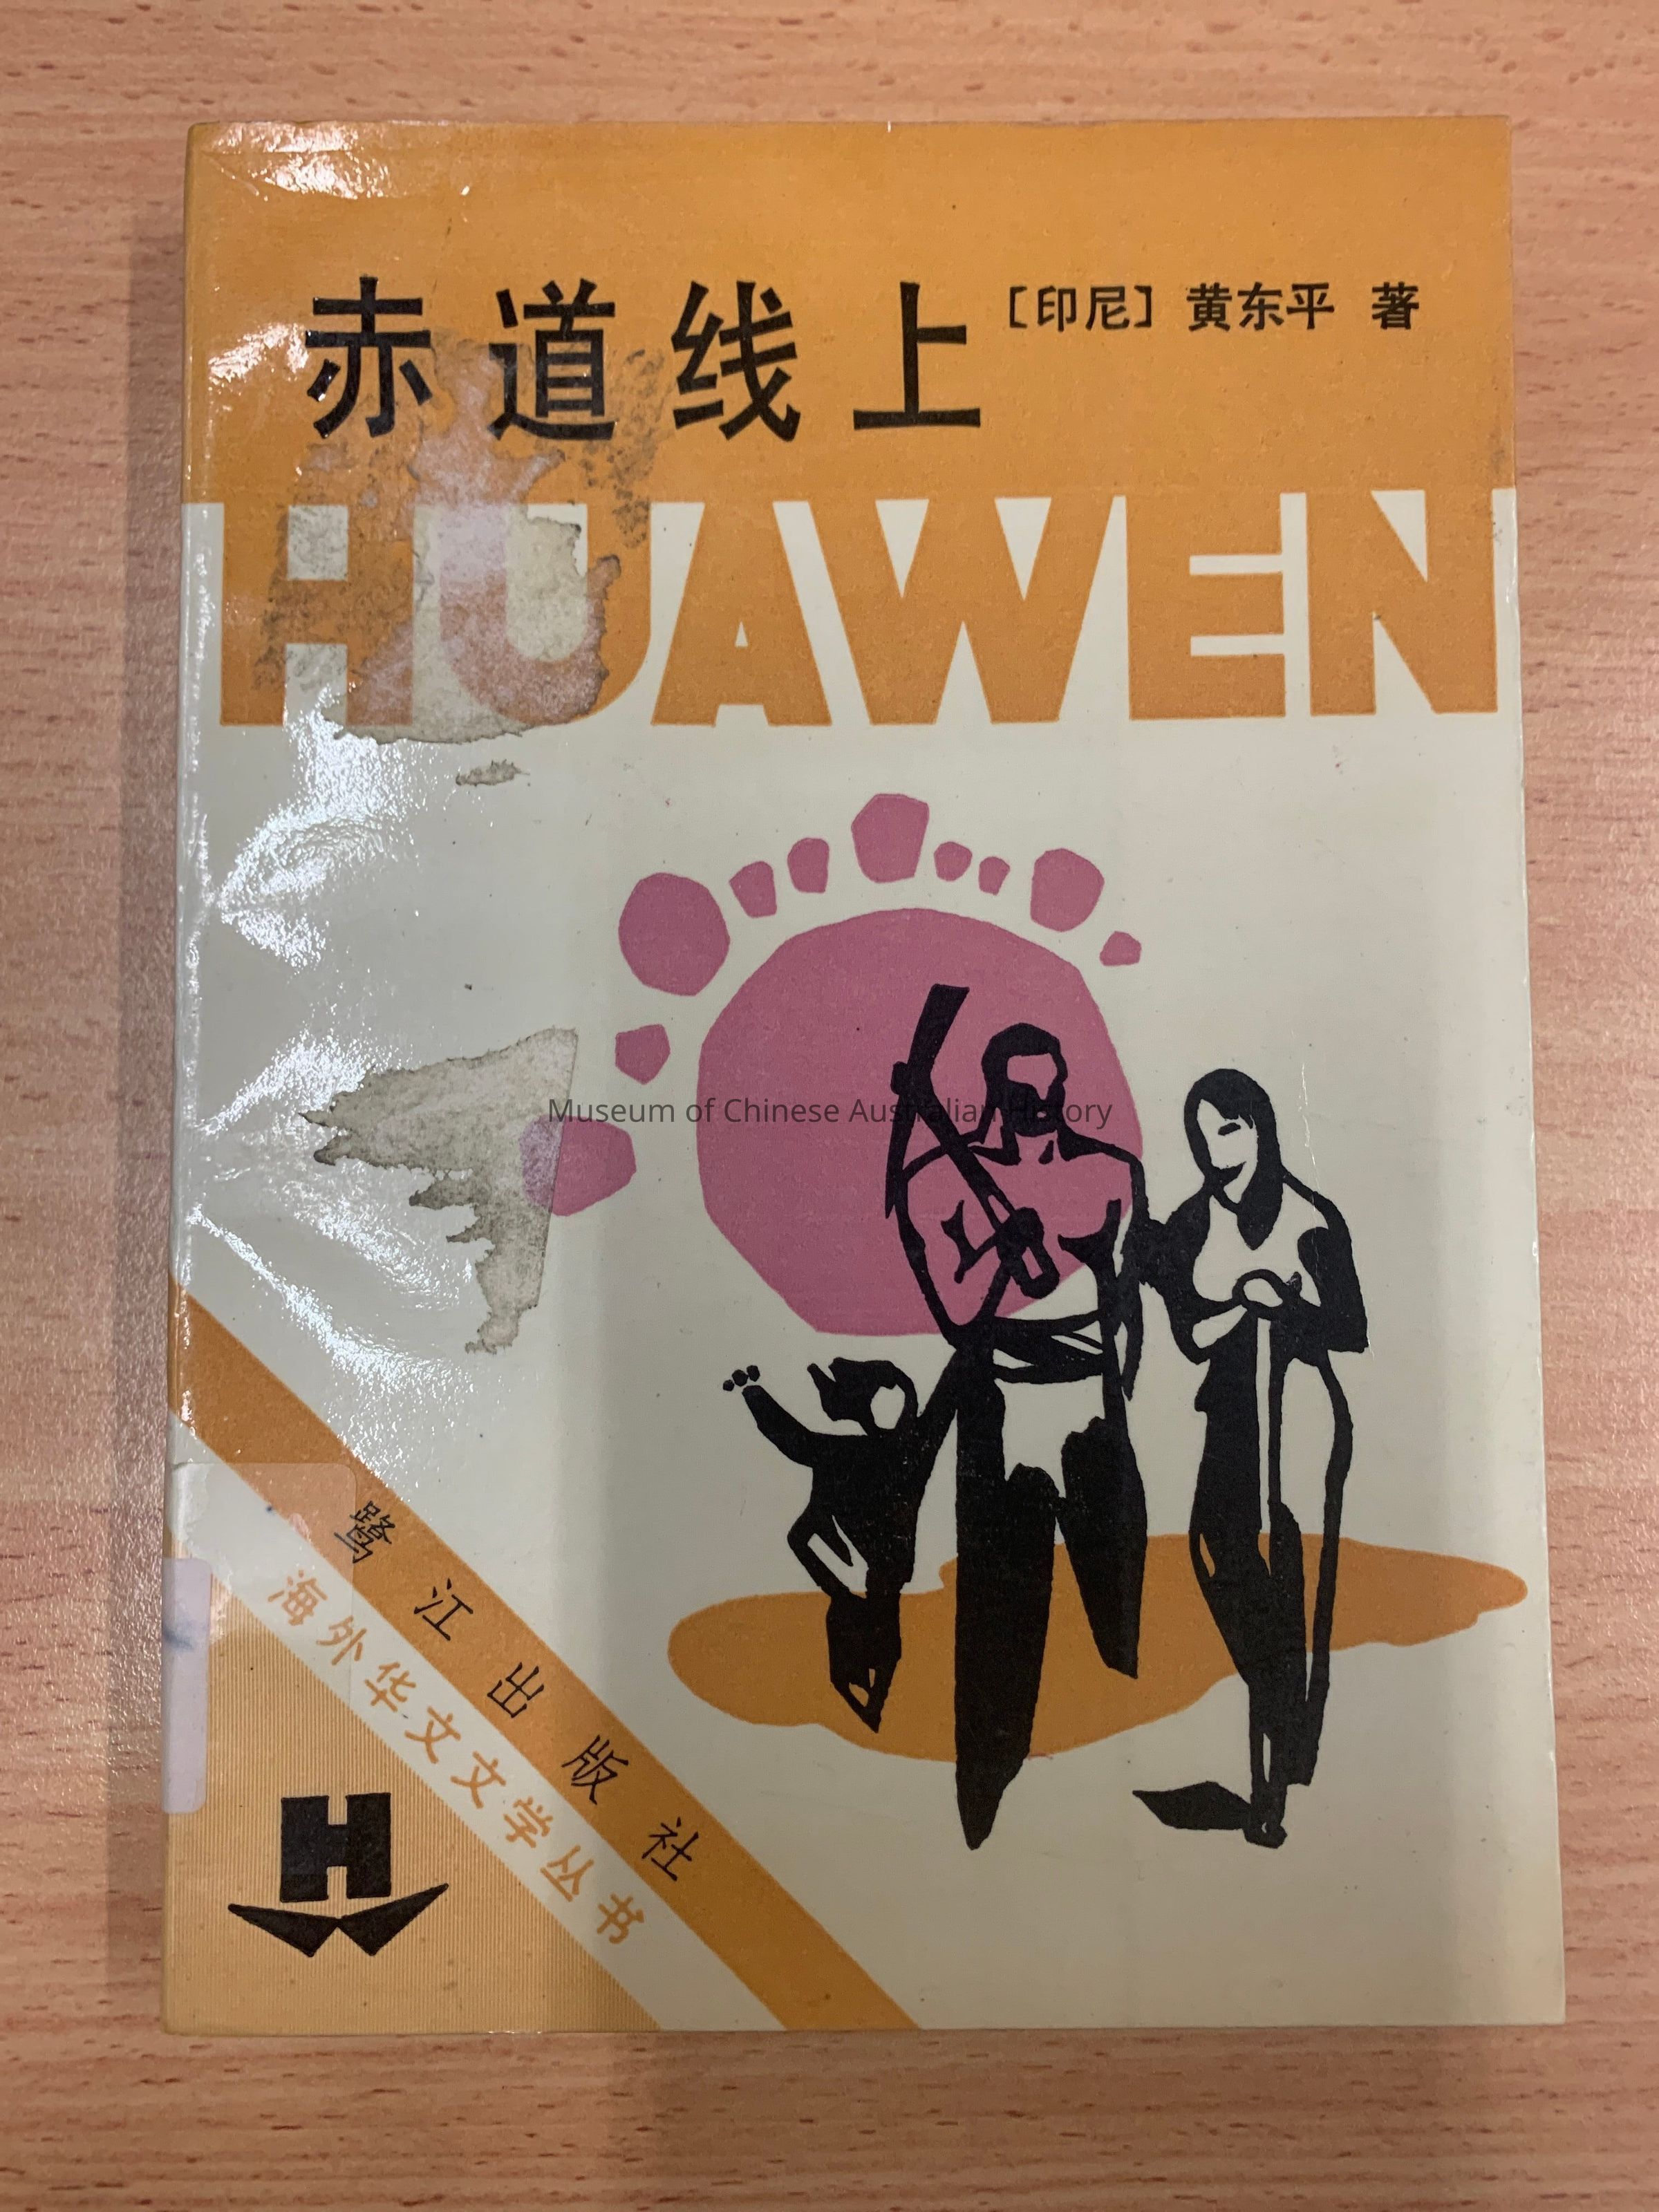 赤道线上
〔印尼〕 黄东平 著
HUAWEN
Museum of Chinese Australian History
鹭江出版社
海外华文文学丛书
H